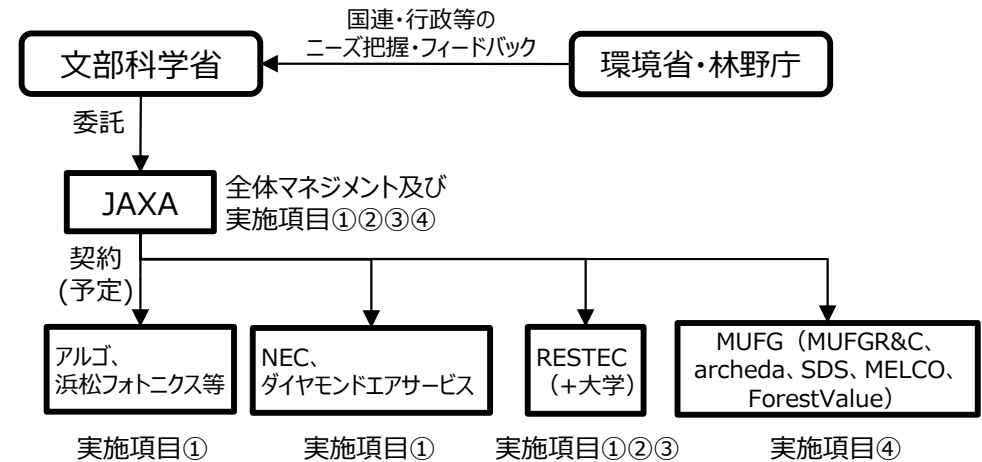 国連・行政等の
ニーズ把握・フィードバック
文部科学省
環境省・林野庁
委託
JAXA
全体マネジメント及び
実施項目①②③④
契約
(予定)
アルゴ、
浜松フォトニクス等
NEC、
ダイヤモンドエアサービス
RESTEC
（+大学）
MUFG（MUFGR&C、
archeda、SDS、MELCO、
ForestValue）
実施項目①
実施項目①
実施項目①②③
実施項目④